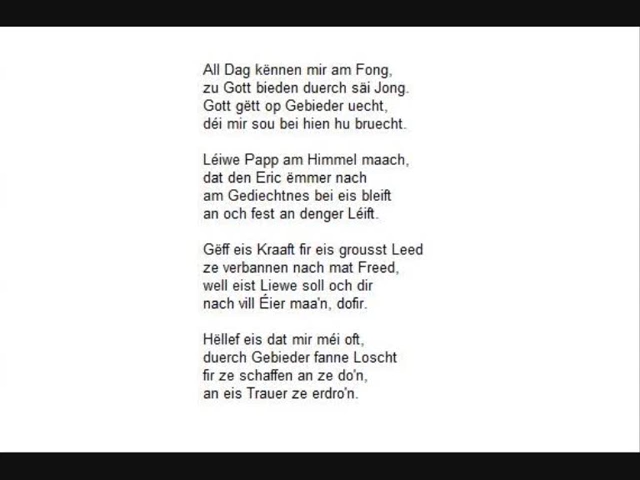 All Dag kënnen mir am Fong,
zu Gott bieden duerch säi Jong.
Gott gëtt op Gebieder uecht,
déi mir sou bei hien hu bruecht.
Léiwe Papp am Himmel maach,
dat den Eric ëmmer nach
am Gediechtnes bei eis bleift
an och fest an denger Léift.
Gëff eis Kraaft fir eis grousst Leed
ze verbannen nach mat Freed,
well eist Liewe soll och dir
nach vill Éier maa'n, dofir.
Hëllef eis dat mir méi oft,
duerch Gebieder fanne Loscht
fir ze schaffen an ze do'n,
an eis Trauer ze erdro'n.